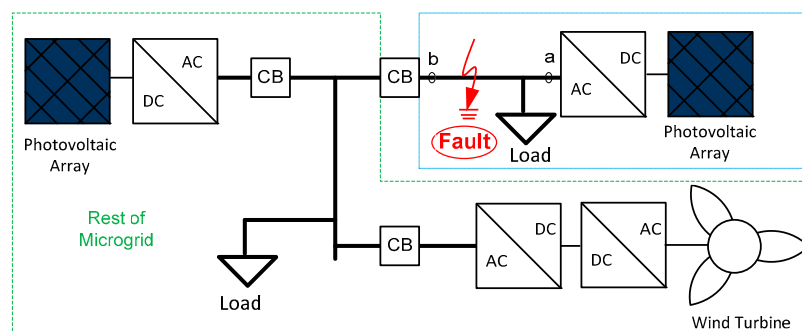 AC
DC
Photovoltaic
Array
CB
CB
b
a
Fault
Load
DC
AC
Photovoltaic
Array
Rest of
Microgrid
Load
CB
DC
AC
AC
DC
Wind Turbine